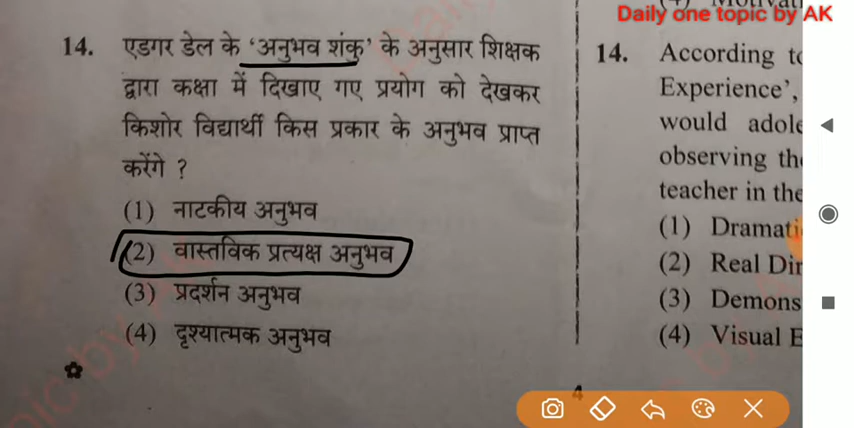 Daily one topic by AK
14. एडगर डेल के ‘अनुभव शंकु’ के अनुसार शिक्षक
द्वारा कक्षा में दिखाए गए प्रयोग को देखकर
किशोर विद्यार्थी किस प्रकार के अनुभव प्राप्त
करेंगे ?
(1) नाटकीय अनुभव
(2) वास्तविक प्रत्यक्ष अनुभव
(3) प्रदर्शन अनुभव
(4) दृश्यात्मक अनुभव
14. According to
Experience’,
would adole
observing the
teacher in the
(1) Dramati
(2) Real Dir
(3) Demons
(4) Visual E
4